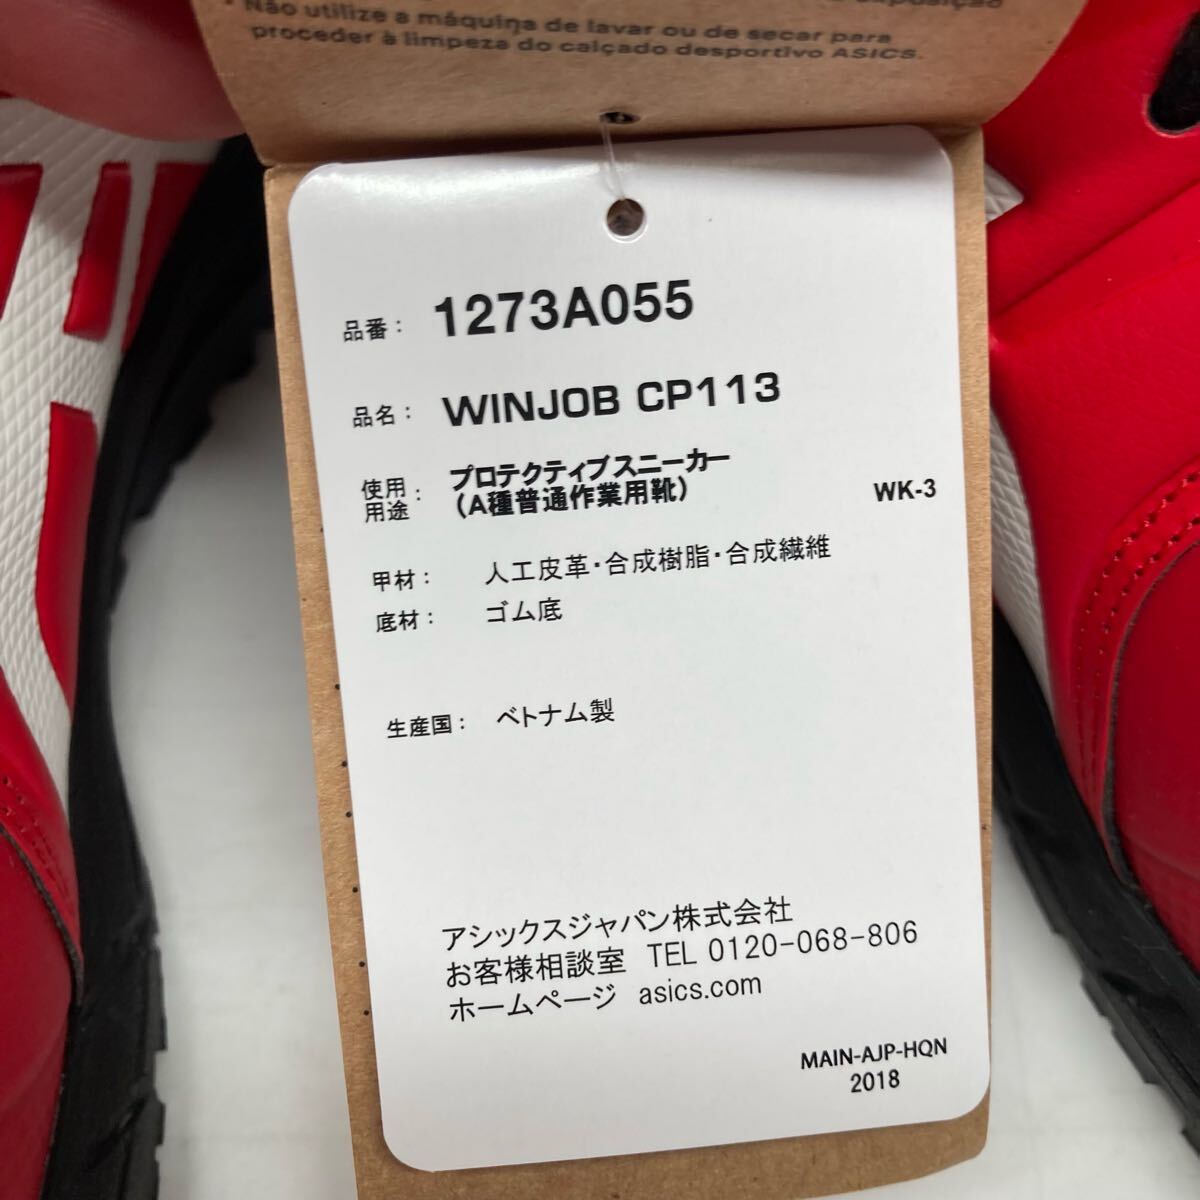 • Não utilize a máquina de lavar ou de secar para
proceder à limpeza do calçado desportivo ASICS.
品番： 1273A055
品名： WINJOB CP113
使用用途： プロテクティブスニーカー
（A種普通作業用靴） WK-3
甲材： 人工皮革・合成樹脂・合成繊維
底材： ゴム底
生産国： ベトナム製
アシックスジャパン株式会社
お客様相談室 TEL 0120-068-806
ホームページ asics.com
MAIN-AJP-HQN
2018